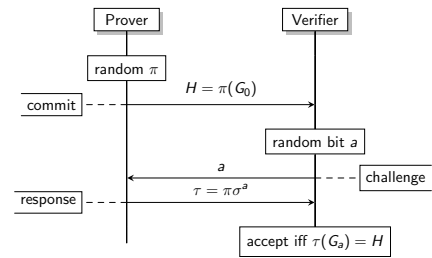 Prover
Verifier
random π
H = π(G₀)
commit
random bit a
a
challenge
τ = πσᵃ
response
accept iff τ(Gₐ) = H